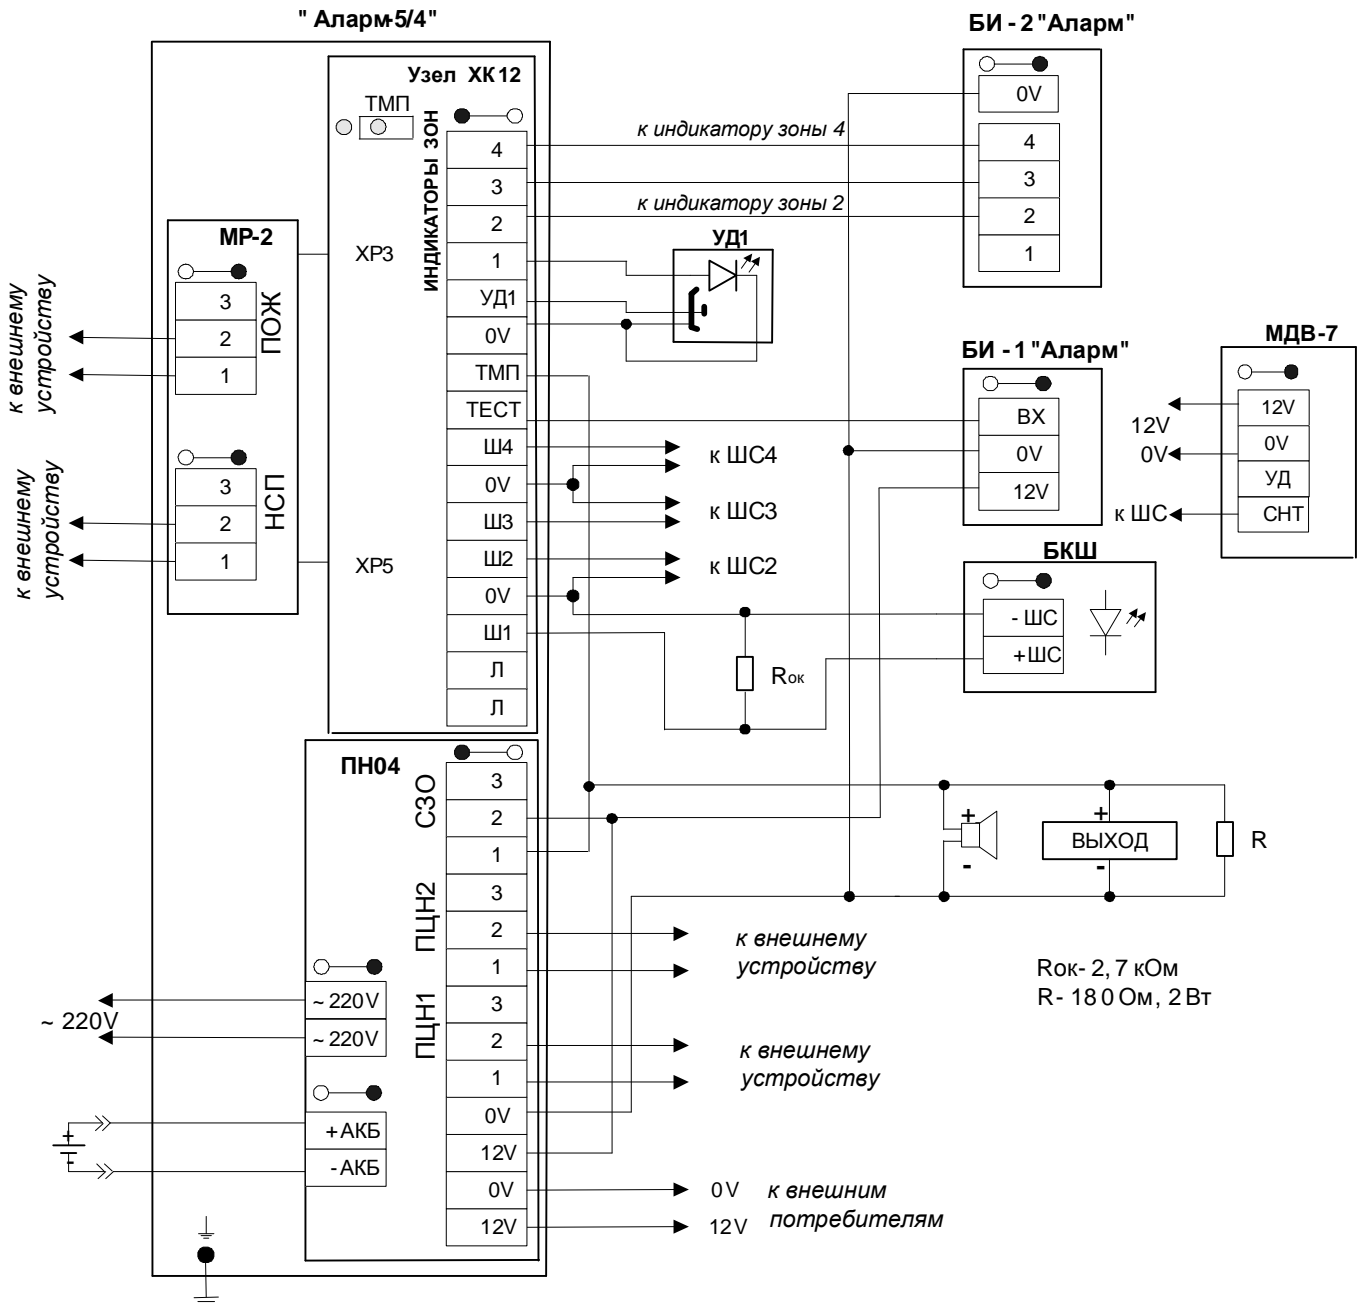 " Аларм-5/4"
БИ - 2 "Аларм"
Узел ХК12
ТМП
ИНДИКАТОРЫ ЗОН
4
3
2
1
УД1
0V
ТМП
ТЕСТ
Ш4
0V
Ш3
Ш2
0V
Ш1
Л
Л
ХР3
ХР5
МР-2
3
2
1
ПОЖ
3
2
1
НСП
к внешнему
устройству
к внешнему
устройству
к индикатору зоны 4
к индикатору зоны 2
0V
4
3
2
1
УД1
БИ - 1 "Аларм"
ВХ
0V
12V
МДВ-7
12V
0V
УД
СНТ
12V
0V
к ШС
к ШС4
к ШС3
к ШС2
БКШ
- ШС
+ШС
Rок
ПН04
СЗО
3
2
1
ПЦН2
3
2
1
ПЦН1
3
2
1
0V
12V
0V
12V
~ 220V
~ 220V
~ 220V
+АКБ
-АКБ
+
-
+
-
+
ВЫХОД
-
R
к внешнему
устройству
к внешнему
устройству
0V
12V
к внешним
потребителям
Rок- 2, 7 кОм
R- 180 Ом, 2 Вт